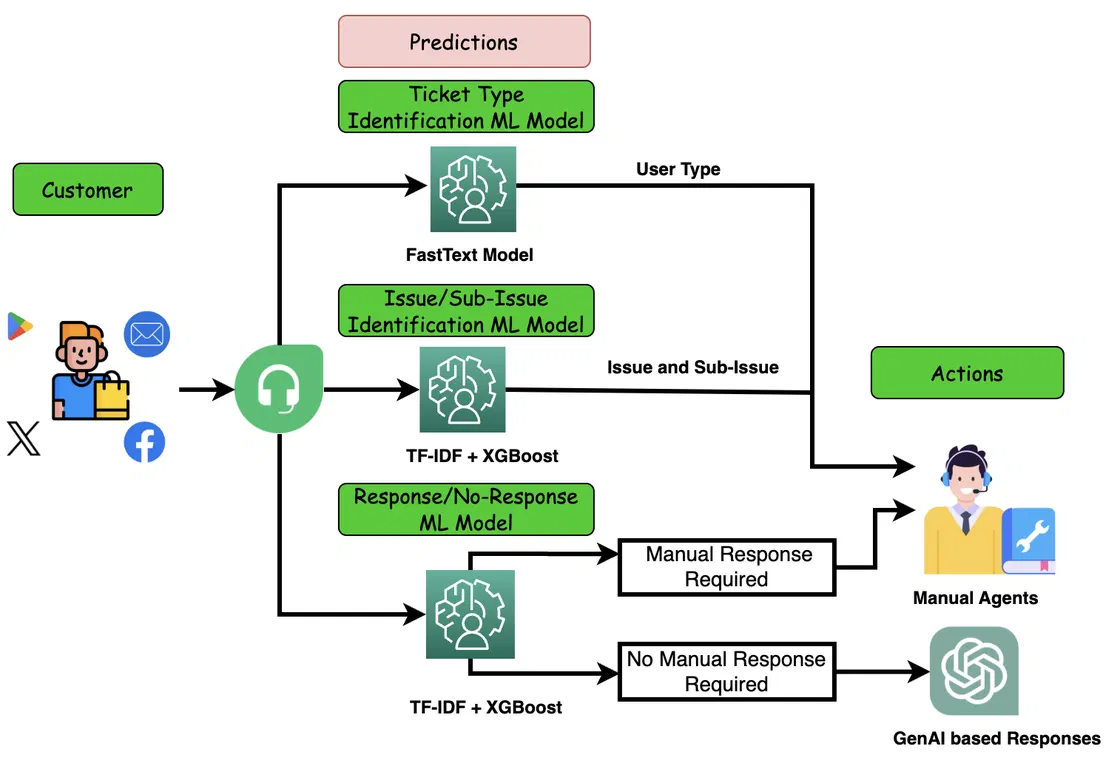 Predictions
Ticket Type
Identification ML Model
Customer
User Type
FastText Model
Issue/Sub-Issue
Identification ML Model
Issue and Sub-Issue
Actions
TF-IDF + XGBoost
Response/No-Response
ML Model
Manual Response
Required
Manual Agents
No Manual Response
Required
TF-IDF + XGBoost
GenAI based Responses